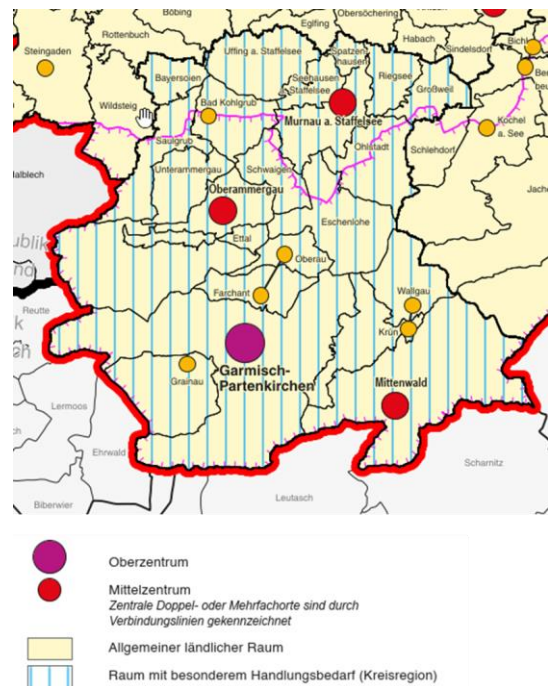 Böbing
Eglfing
Obersöchering
Rottenbuch
Habach
Steingaden
Uffing a. Staffelsee
Spatzen-
hausen
Sindelsdorf
Bichl
Bayersoien
Seehausen
a. Staffelsee
Riegsee
Großweil
Wildsteig
Bad Kohlgrub
Murnau a. Staffelsee
Kochel
a. See
Saulgrub
Ohlstadt
Schlehdorf
Halblech
Unterammergau
Schwaigen
Oberammergau
Eschenlohe
Ettal
Oberau
Farchant
Wallgau
Reutte
Krün
Garmisch-
Partenkirchen
Grainau
Mittenwald
Lermoos
Ehrwald
Scharnitz
Leutasch
Biberwier
Oberzentrum
Mittelzentrum
Zentrale Doppel- oder Mehrfachorte sind durch
Verbindungslinien gekennzeichnet
Allgemeiner ländlicher Raum
Raum mit besonderem Handlungsbedarf (Kreisregion)